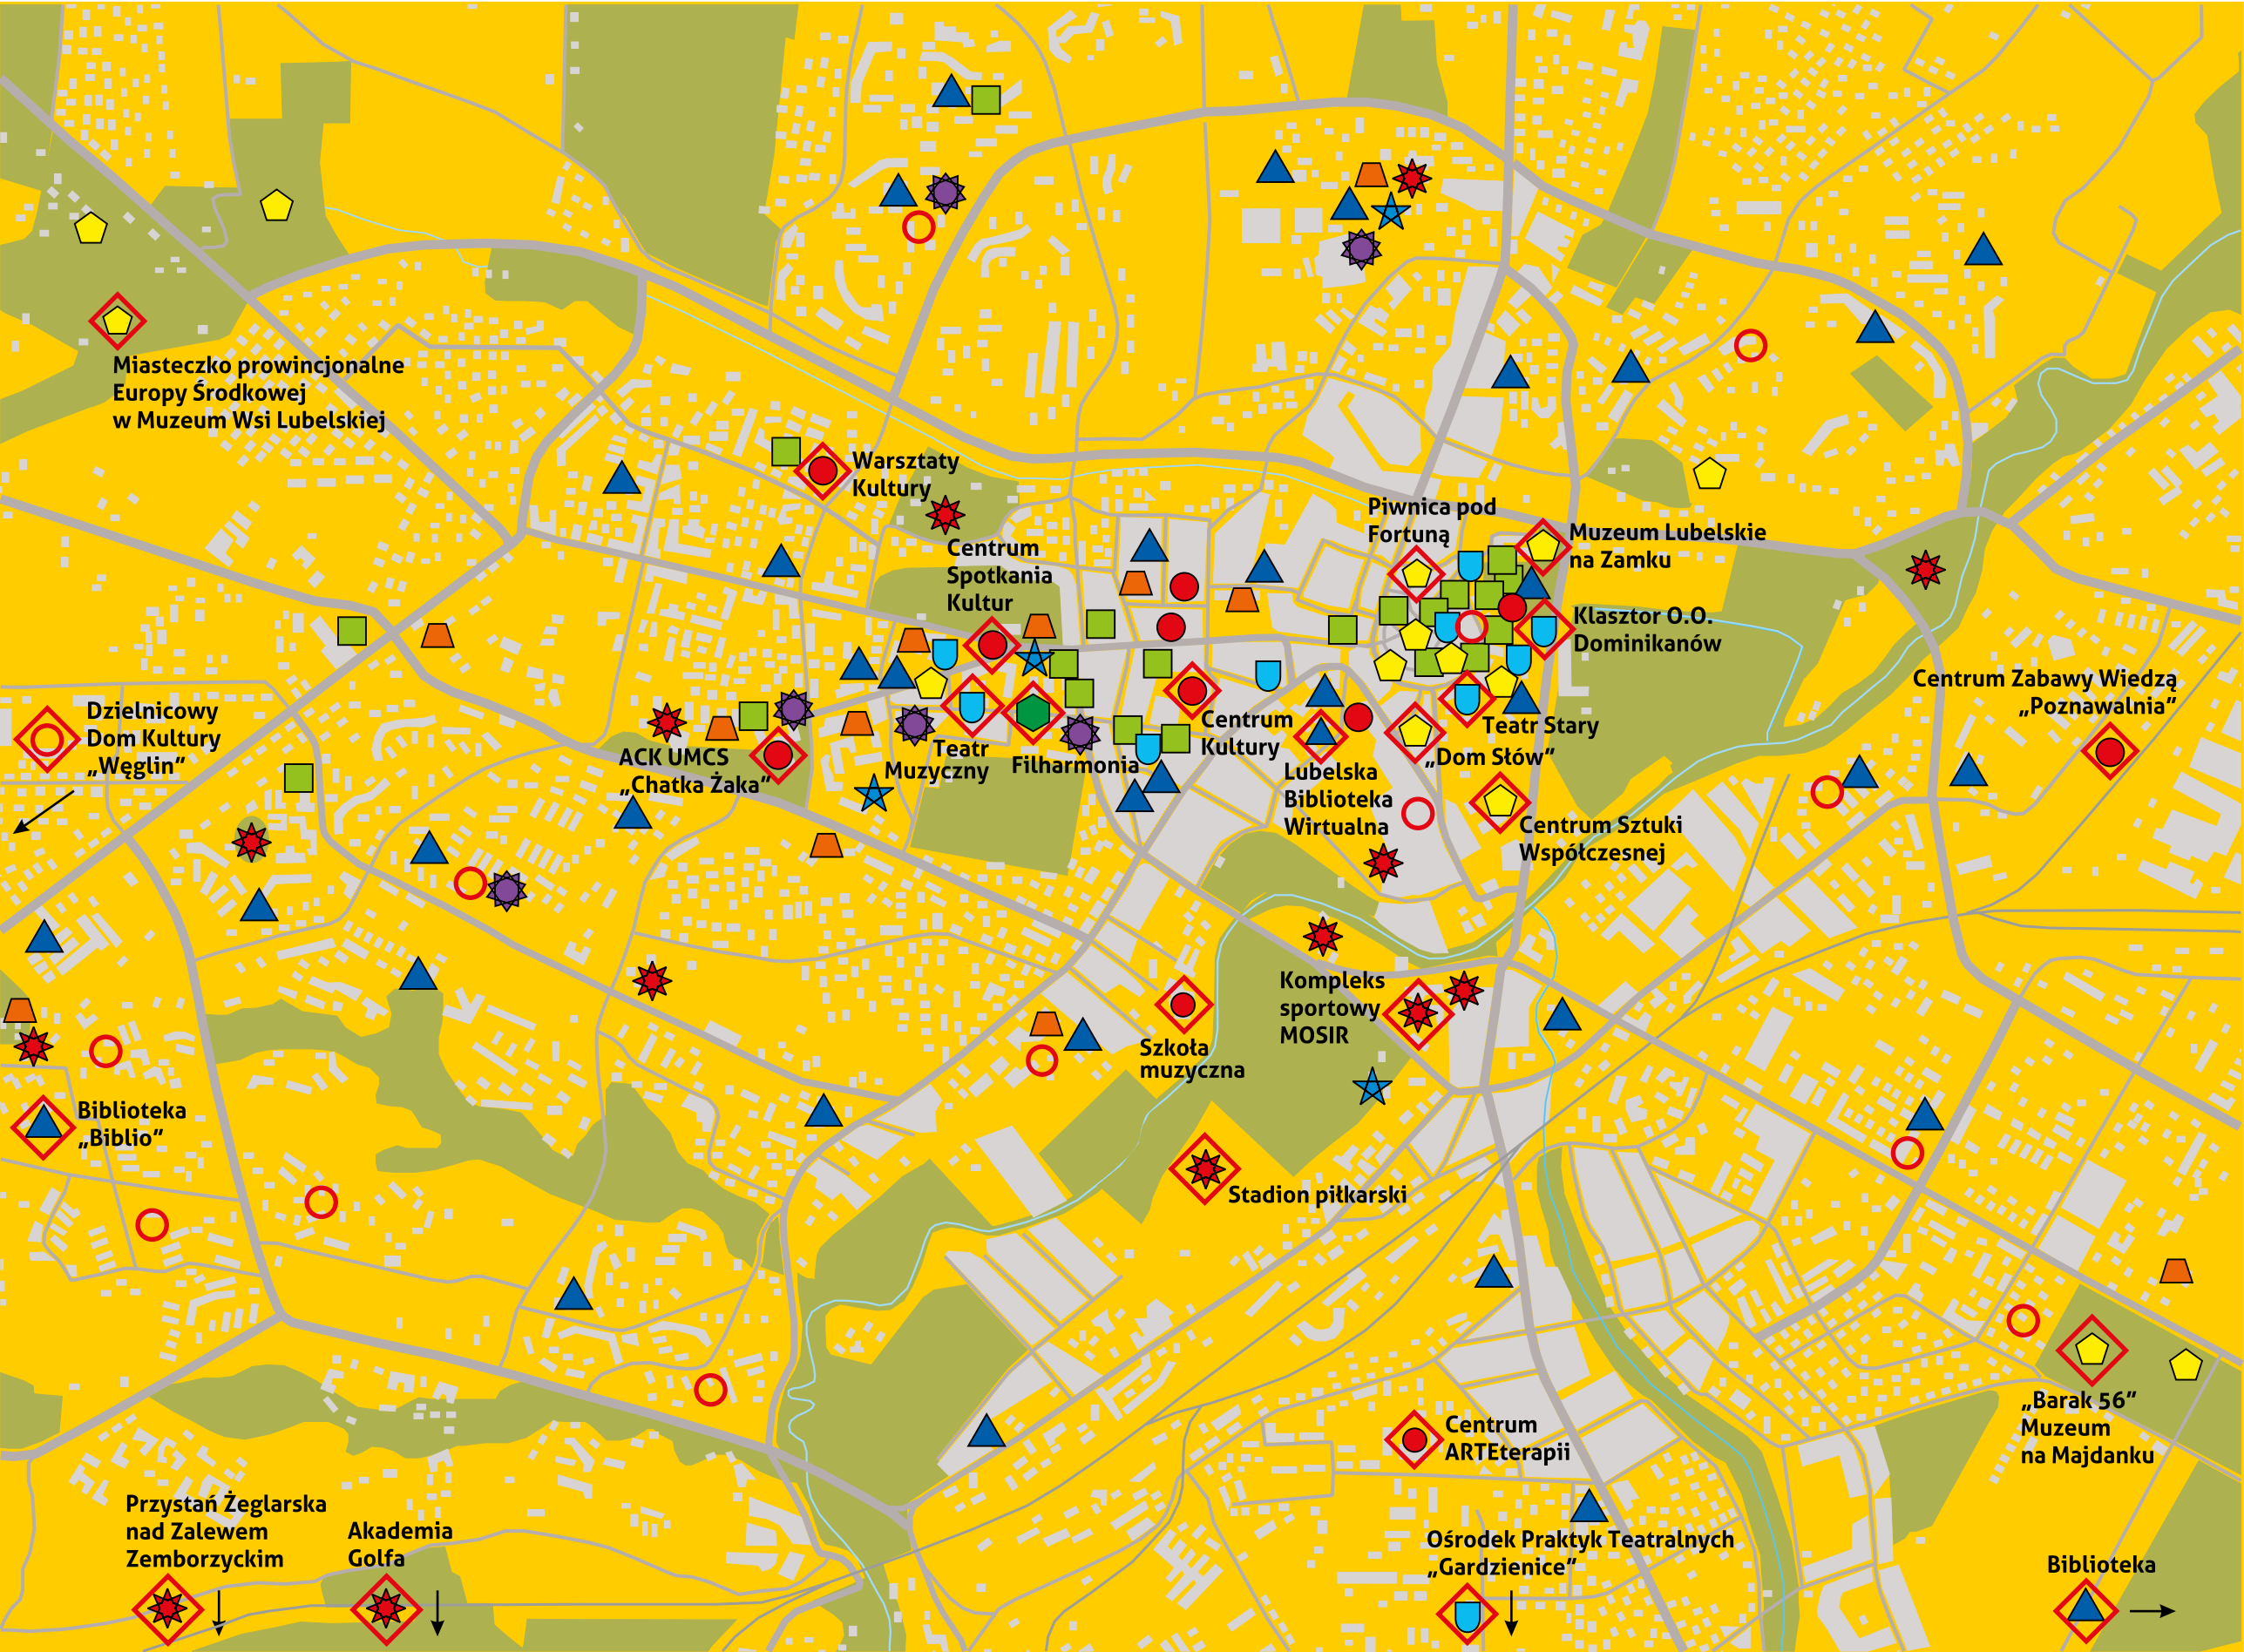 Miasteczko prowincjonalne
Europy Środkowej
w Muzeum Wsi Lubelskiej
Warsztaty
Kultury
Centrum
Spotkania
Kultur
Piwnica pod
Fortuną
Muzeum Lubelskie
na Zamku
Klasztor O.O.
Dominikanów
Centrum Zabawy Wiedzą
„Poznawalnia”
Dzielnicowy
Dom Kultury
„Węglin”
ACK UMCS
„Chatka Żaka”
Teatr
Muzyczny
Filharmonia
Centrum
Kultury
Lubelska
Biblioteka
Wirtualna
Teatr Stary
„Dom Słów”
Centrum Sztuki
Współczesnej
Kompleks
sportowy
MOSIR
Szkoła
muzyczna
Biblioteka
„Biblio”
Stadion piłkarski
„Barak 56”
Muzeum
na Majdanku
Centrum
ARTEterapii
Przystań Żeglarska
nad Zalewem
Zemborzyckim
Akademia
Golfa
Ośrodek Praktyk Teatralnych
„Gardzienice”
Biblioteka